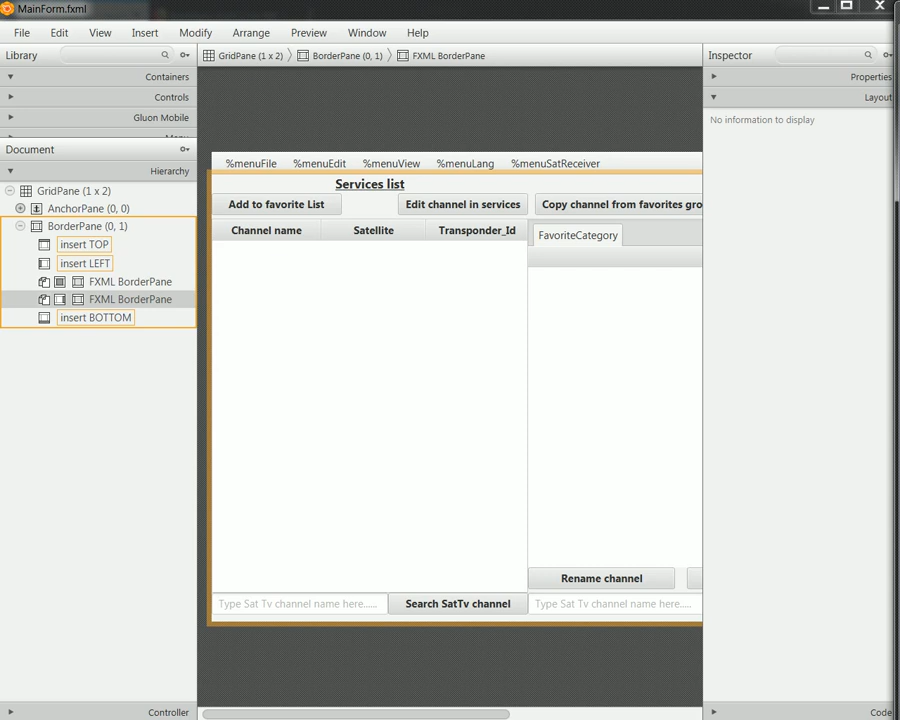 MainForm.fxml
File Edit View Insert Modify Arrange Preview Window Help
Library
GridPane (1 x 2) BorderPane (0, 1) FXML BorderPane
Inspector
Containers
Controls
Gluon Mobile
Document
Hierarchy
GridPane (1 x 2)
AnchorPane (0, 0)
BorderPane (0, 1)
insert TOP
insert LEFT
FXML BorderPane
FXML BorderPane
insert BOTTOM
Controller
%menuFile %menuEdit %menuView %menuLang %menuSatReceiver
Services list
Add to favorite List Edit channel in services Copy channel from favorites gro
Channel name Satellite Transponder_Id FavoriteCategory
Rename channel
Type Sat Tv channel name here...... Search SatTv channel Type Sat Tv channel name here.....
Properties
Layout
No information to display
Code